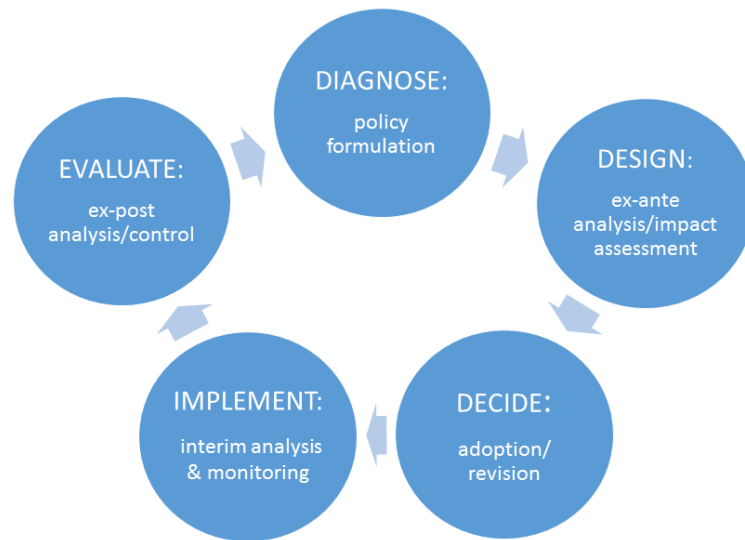 DIAGNOSE:
policy
formulation
DESIGN:
ex-ante
analysis/impact
assessment
DECIDE:
adoption/
revision
IMPLEMENT:
interim analysis
& monitoring
EVALUATE:
ex-post
analysis/control